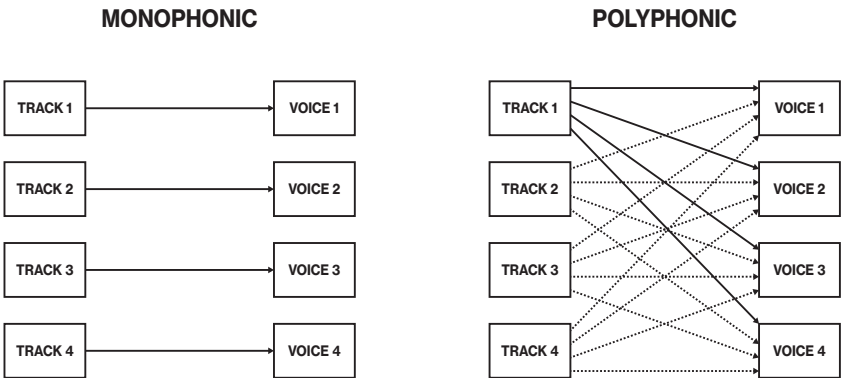 MONOPHONIC
TRACK 1
VOICE 1
TRACK 2
VOICE 2
TRACK 3
VOICE 3
TRACK 4
VOICE 4
POLYPHONIC
TRACK 1
VOICE 1
TRACK 2
VOICE 2
TRACK 3
VOICE 3
TRACK 4
VOICE 4